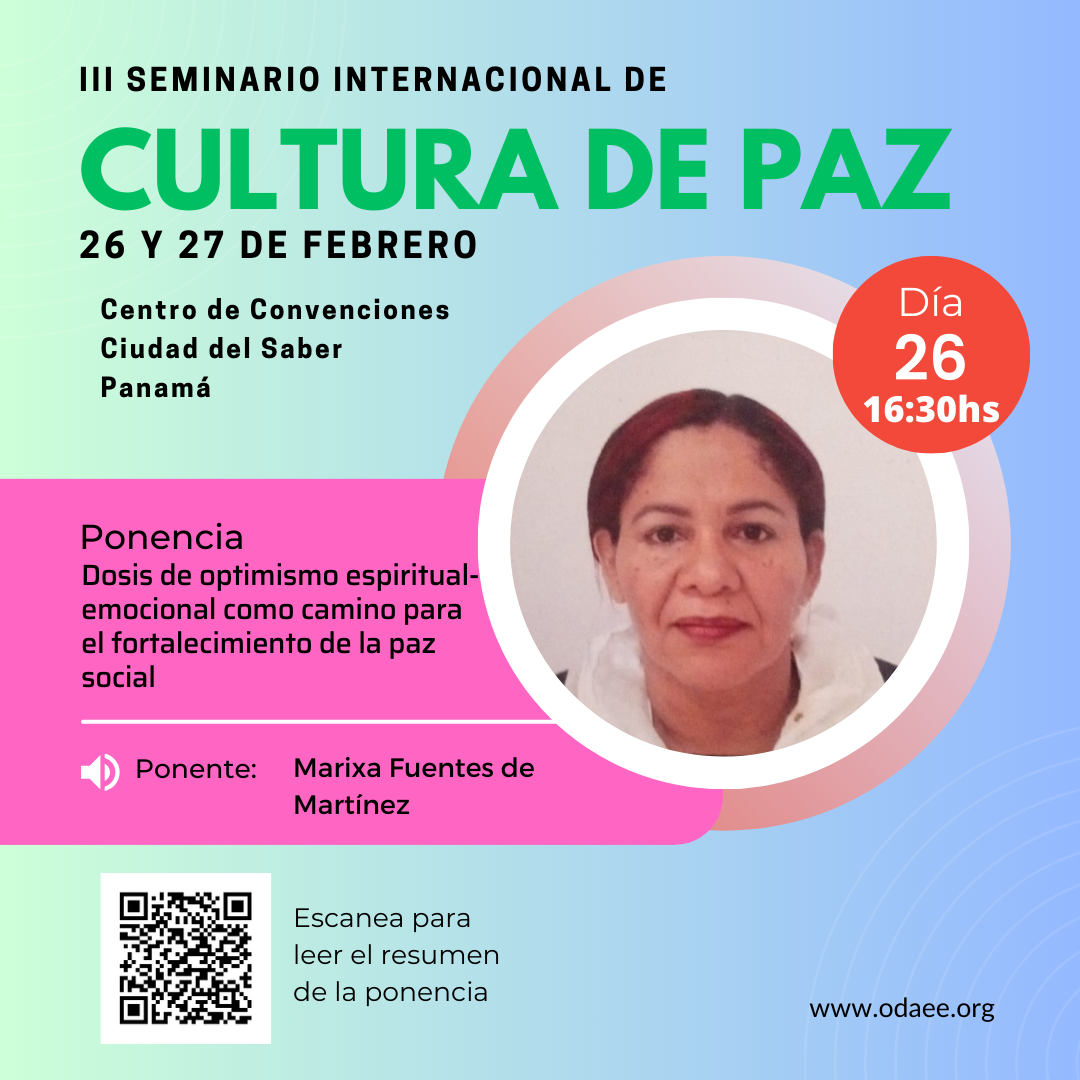 III SEMINARIO INTERNACIONAL DE
CULTURA DE PAZ
26 Y 27 DE FEBRERO
Centro de Convenciones
Ciudad del Saber
Panamá
Día
26
16:30hs
Ponencia
Dosis de optimismo espiritual-
emocional como camino para
el fortalecimiento de la paz
social
Ponente: Marixa Fuentes de
Martínez
Escanea para
leer el resumen
de la ponencia
www.odaee.org